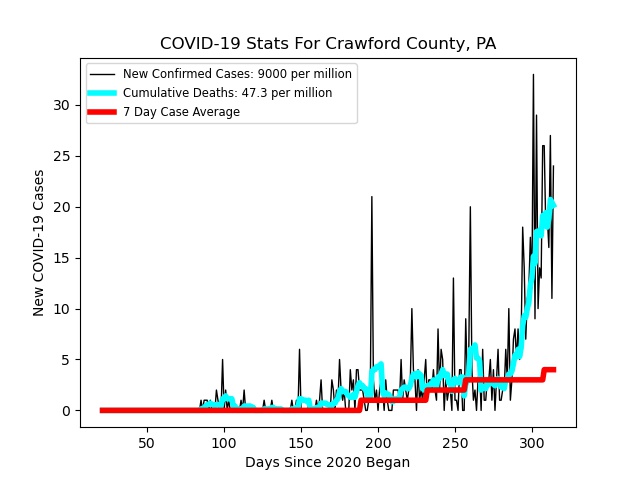 COVID-19 Stats For Crawford County, PA
New Confirmed Cases: 9000 per million
Cumulative Deaths: 47.3 per million
7 Day Case Average
New COVID-19 Cases
30
25
20
15
10
5
0
50 100 150 200 250 300
Days Since 2020 Began